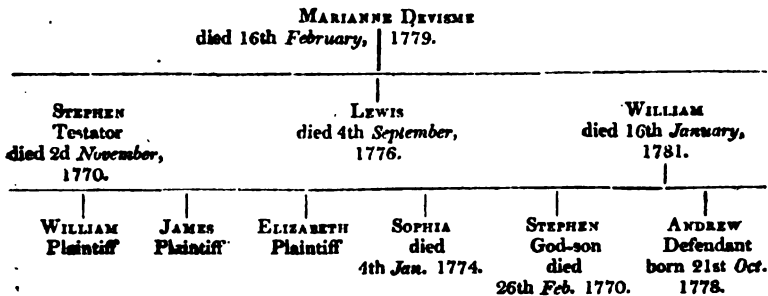 MARIANNE DEVISME
died 16th February, 1779.
STEPHEN
Testator
died 2d November,
1770.
LEWIS
died 4th September,
1776.
WILLIAM
died 16th January,
1781.
WILLIAM
Plaintiff
JAMES
Plaintiff
ELIZABETH
Plaintiff
SOPHIA
died
4th Jan. 1774.
STEPHEN
God-son
died
26th Feb. 1770.
ANDREW
Defendant
born 21st Oct.
1778.